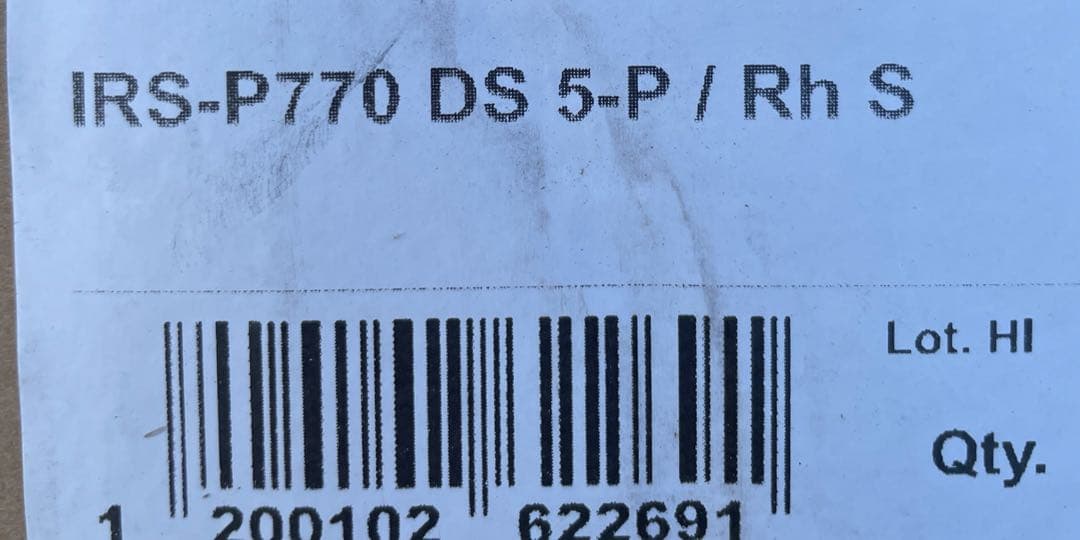 IRS-P770 DS 5-P / Rh S
Lot. HI
Qty.
1 200102 622691